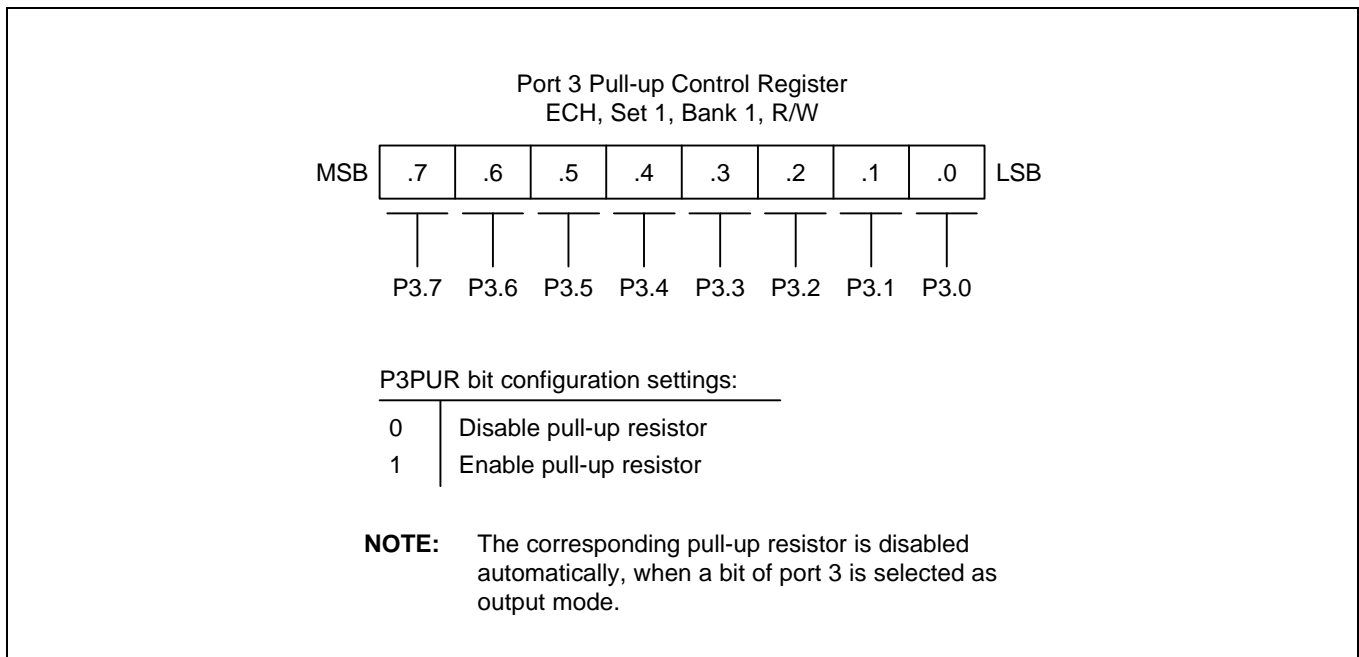 Port 3 Pull-up Control Register
ECH, Set 1, Bank 1, R/W
MSB .7 .6 .5 .4 .3 .2 .1 .0 LSB
P3.7 P3.6 P3.5 P3.4 P3.3 P3.2 P3.1 P3.0
P3PUR bit configuration settings:
0 Disable pull-up resistor
1 Enable pull-up resistor
NOTE: The corresponding pull-up resistor is disabled
automatically, when a bit of port 3 is selected as
output mode.